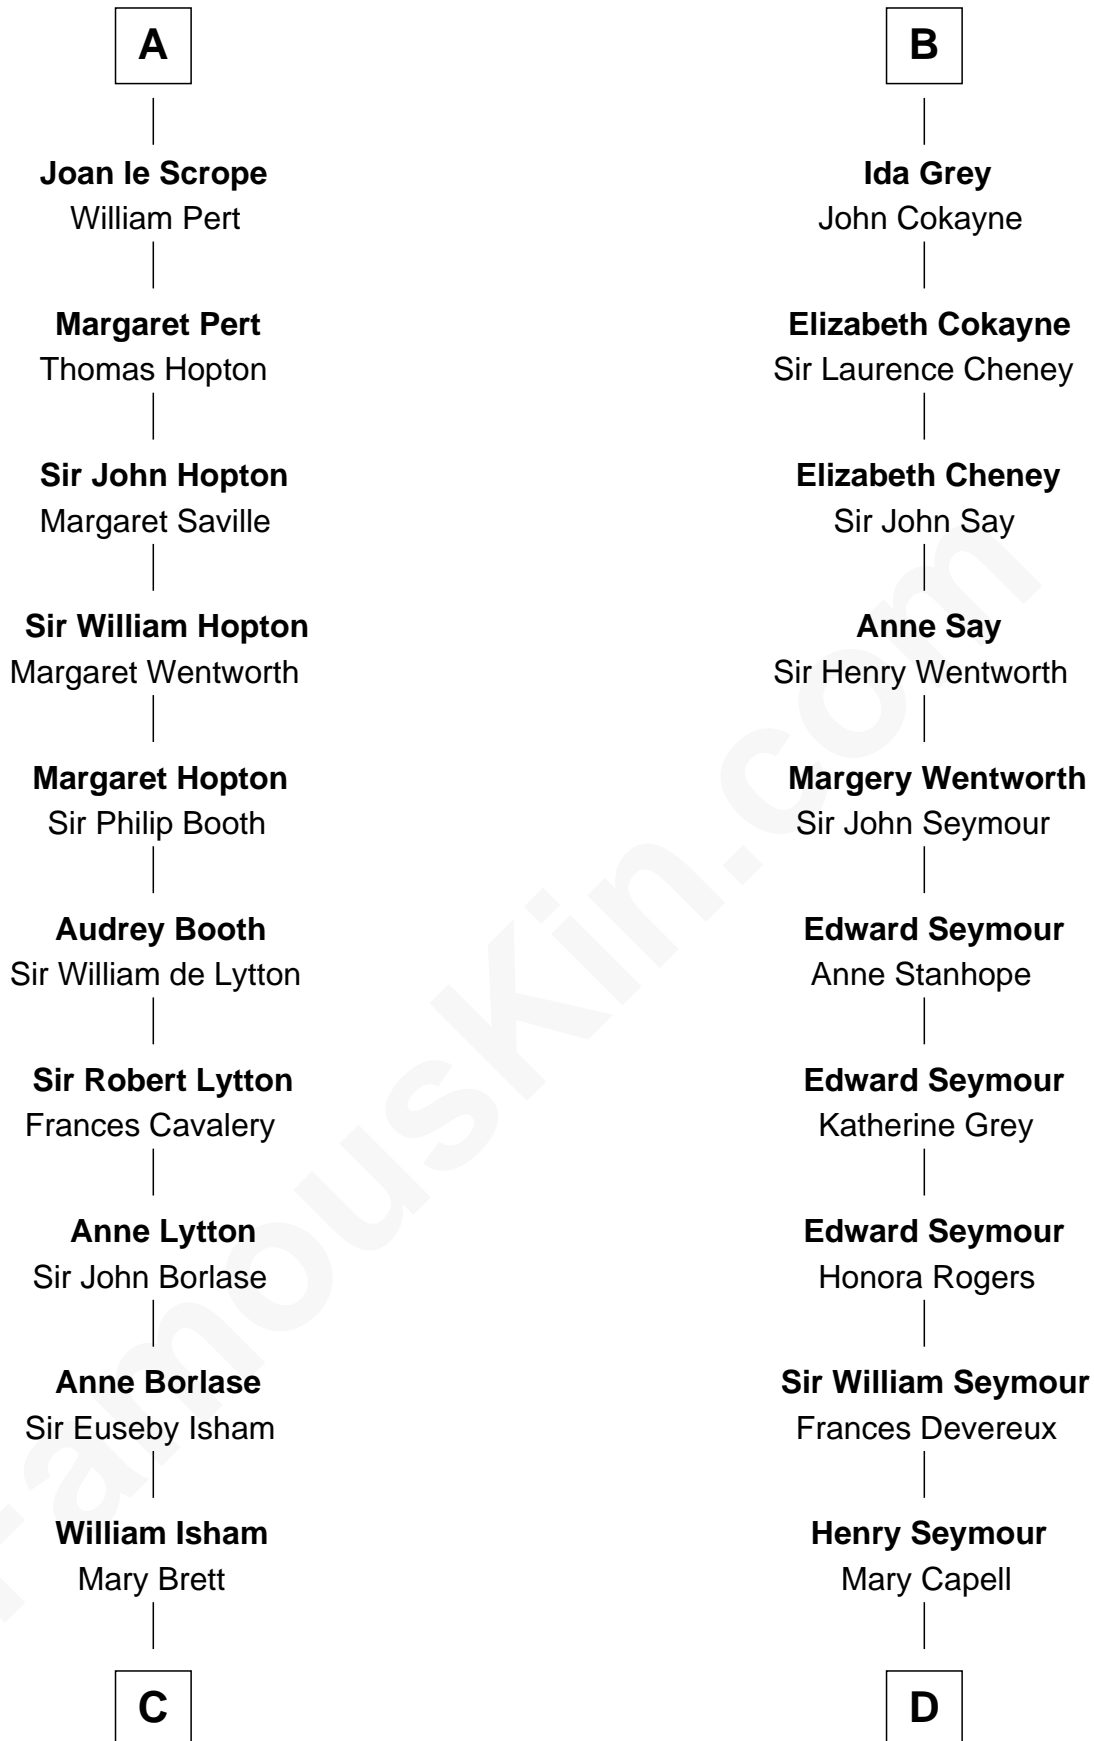 A
Joan le Scrope
William Pert
Margaret Pert
Thomas Hopton
Sir John Hopton
Margaret Saville
Sir William Hopton
Margaret Wentworth
Margaret Hopton
Sir Philip Booth
Audrey Booth
Sir William de Lytton
Sir Robert Lytton
Frances Cavalery
Anne Lytton
Sir John Borlase
Anne Borlase
Sir Euseby Isham
William Isham
Mary Brett
C
B
Ida Grey
John Cokayne
Elizabeth Cokayne
Sir Laurence Cheney
Elizabeth Cheney
Sir John Say
Anne Say
Sir Henry Wentworth
Margery Wentworth
Sir John Seymour
Edward Seymour
Anne Stanhope
Edward Seymour
Katherine Grey
Edward Seymour
Honora Rogers
Sir William Seymour
Frances Devereux
Henry Seymour
Mary Capell
D
FamousKin.com